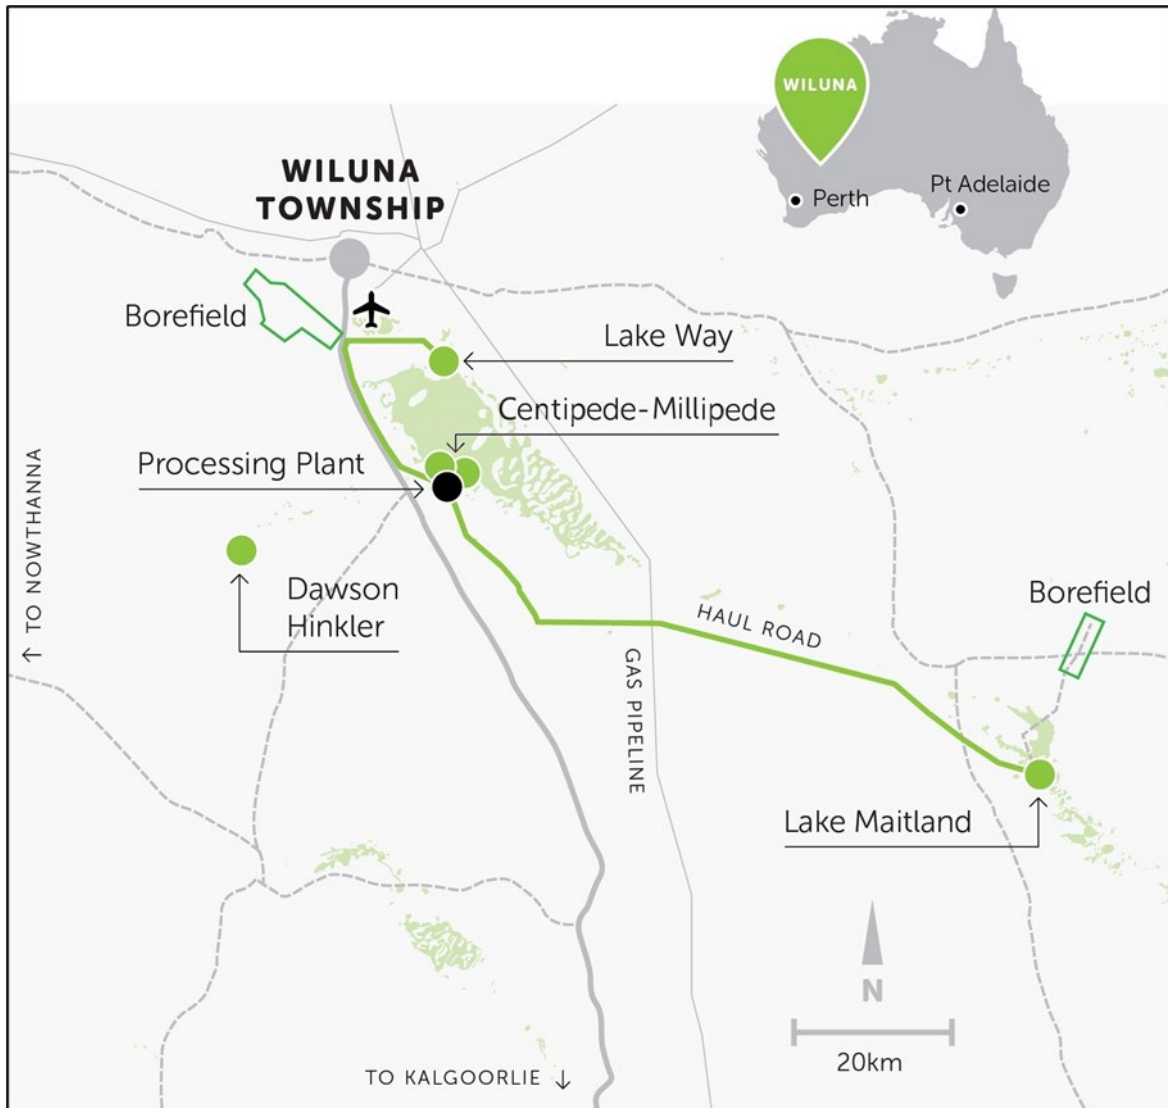 WILUNA
Perth
Pt Adelaide
WILUNA
TOWNSHIP
Borefield
Lake Way
Centipede-Millipede
Processing Plant
↑ TO NOWTHANNA
Dawson
Hinkler
HAUL ROAD
Borefield
GAS PIPELINE
Lake Maitland
N
20km
TO KALGOORLIE ↓